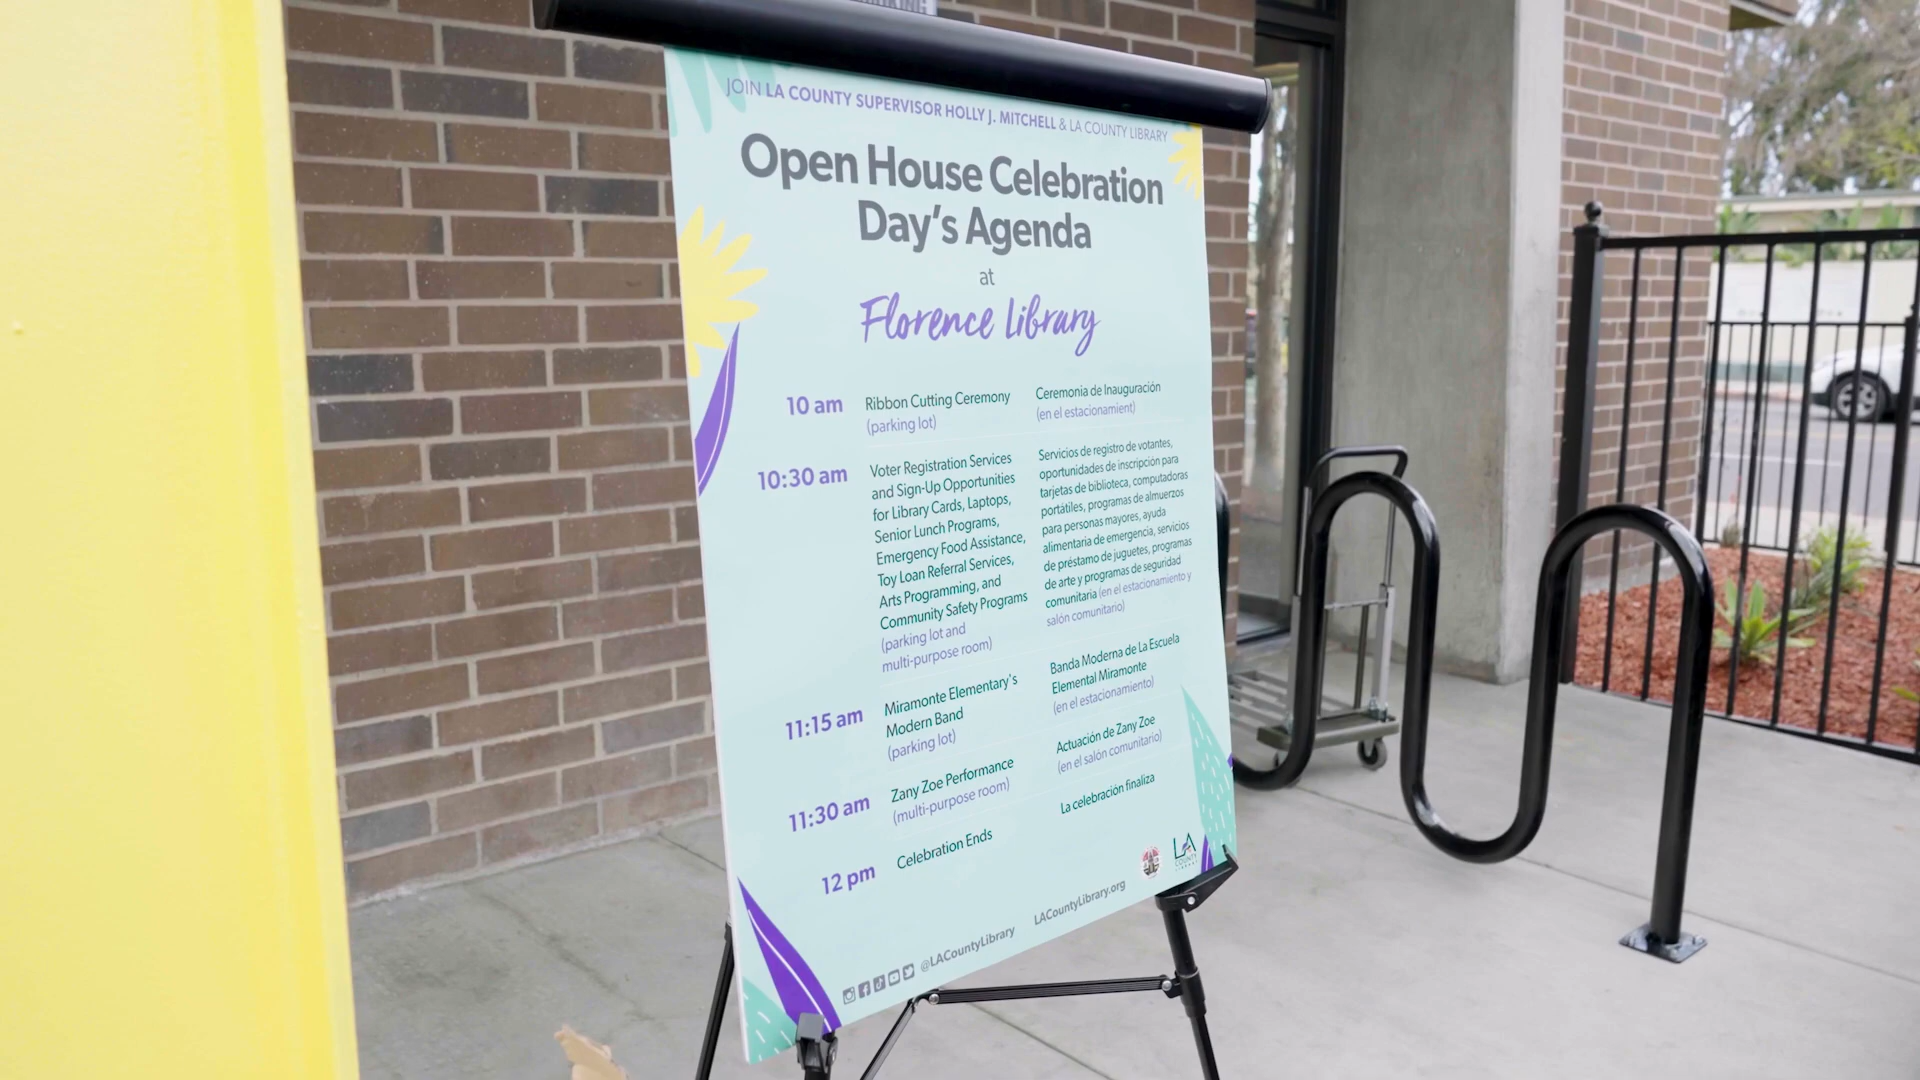 JOIN LA COUNTY SUPERVISOR HOLLY J. MITCHELL & LA COUNTY LIBRARY
Open House Celebration
Day's Agenda
at
Florence Library
10 am
Ribbon Cutting Ceremony
(parking lot)
Ceremonia de Inauguración
(en el estacionamient)
10:30 am
Voter Registration Services
and Sign-Up Opportunities
for Library Cards, Laptops,
Senior Lunch Programs,
Emergency Food Assistance,
Toy Loan Referral Services,
Arts Programming, and
Community Safety Programs
(parking lot and
multi-purpose room)
Servicios de registro de votantes,
oportunidades de inscripción para
tarjetas de biblioteca, computadoras
portátiles, programas de almuerzos
para personas mayores, ayuda
alimentaria de emergencia, servicios
de préstamo de juguetes, programas
de arte y programas de seguridad
comunitaria (en el estacionamiento y
salón comunitario)
11:15 am
Miramonte Elementary's
Modern Band
(parking lot)
Banda Moderna de La Escuela
Elemental Miramonte
(en el estacionamiento)
11:30 am
Zany Zoe Performance
(multi-purpose room)
Actuación de Zany Zoe
(en el salón comunitario)
12 pm
Celebration Ends
La celebración finaliza
@LACountyLibrary
LACountyLibrary.org
LA
COUNTY
LIBRARY